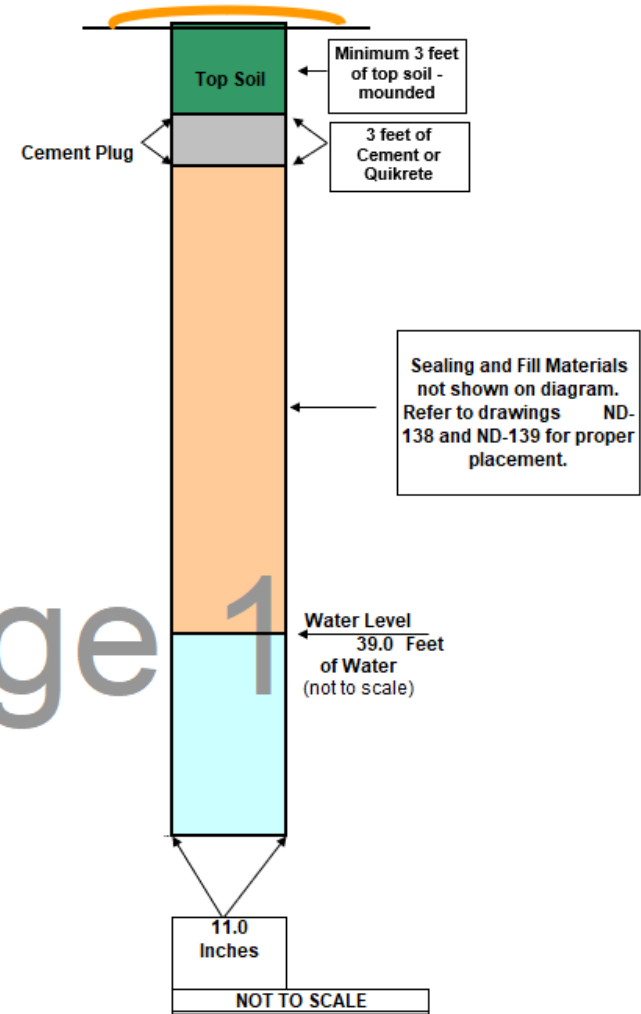 Top Soil
Minimum 3 feet
of top soil -
mounded
Cement Plug
3 feet of
Cement or
Quikrete
Sealing and Fill Materials
not shown on diagram.
Refer to drawings ND-
138 and ND-139 for proper
placement.
ge 1
Water Level
39.0 Feet
of Water
(not to scale)
11.0
Inches
NOT TO SCALE